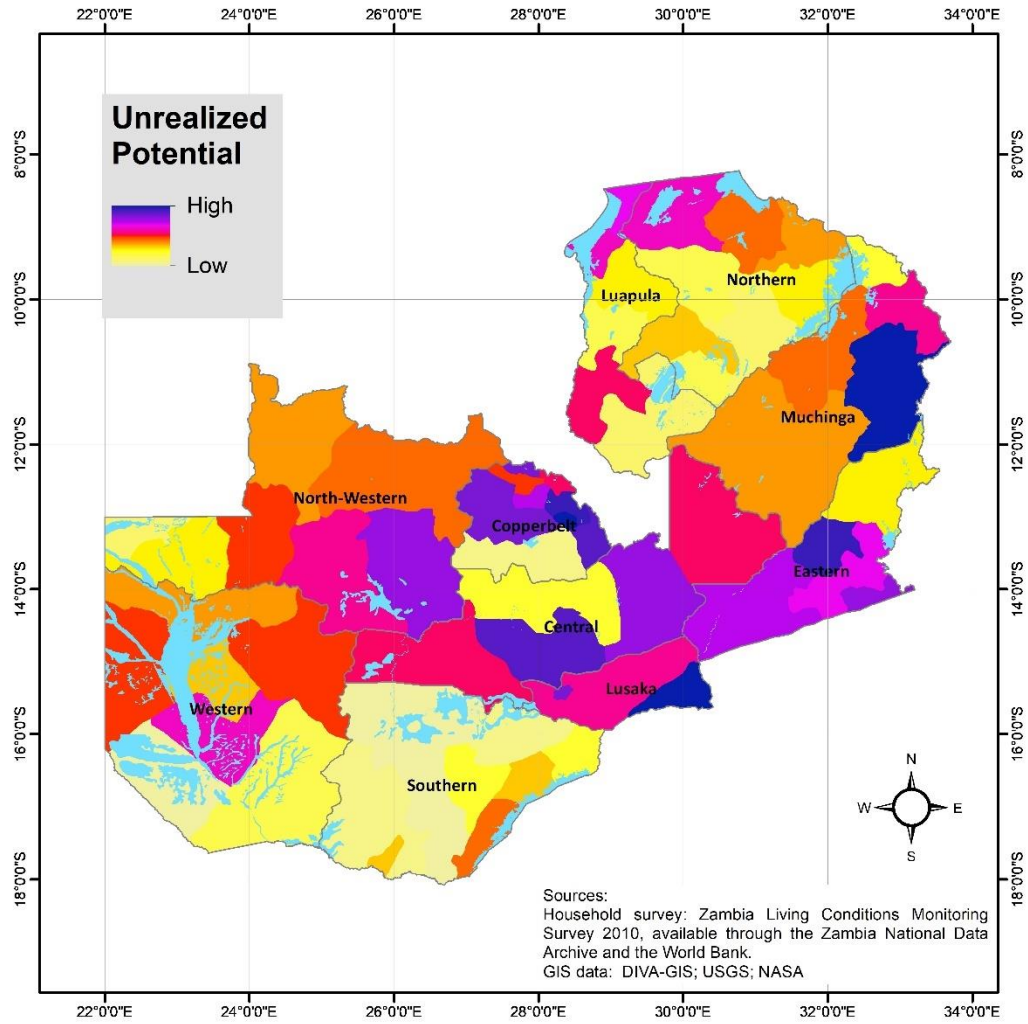 22°0'0"E 24°0'0"E 26°0'0"E 28°0'0"E 30°0'0"E 32°0'0"E 34°0'0"E
Unrealized
Potential
High
Low
8°0'0"S 8°0'0"S
10°0'0"S 10°0'0"S
12°0'0"S 12°0'0"S
14°0'0"S 14°0'0"S
16°0'0"S 16°0'0"S
18°0'0"S 18°0'0"S
Northern
Luapula
Muchinga
North-Western
Copperbelt
Eastern
Central
Lusaka
Western
Southern
N
W E
S
Sources:
Household survey: Zambia Living Conditions Monitoring
Survey 2010, available through the Zambia National Data
Archive and the World Bank.
GIS data: DIVA-GIS; USGS; NASA
22°0'0"E 24°0'0"E 26°0'0"E 28°0'0"E 30°0'0"E 32°0'0"E 34°0'0"E